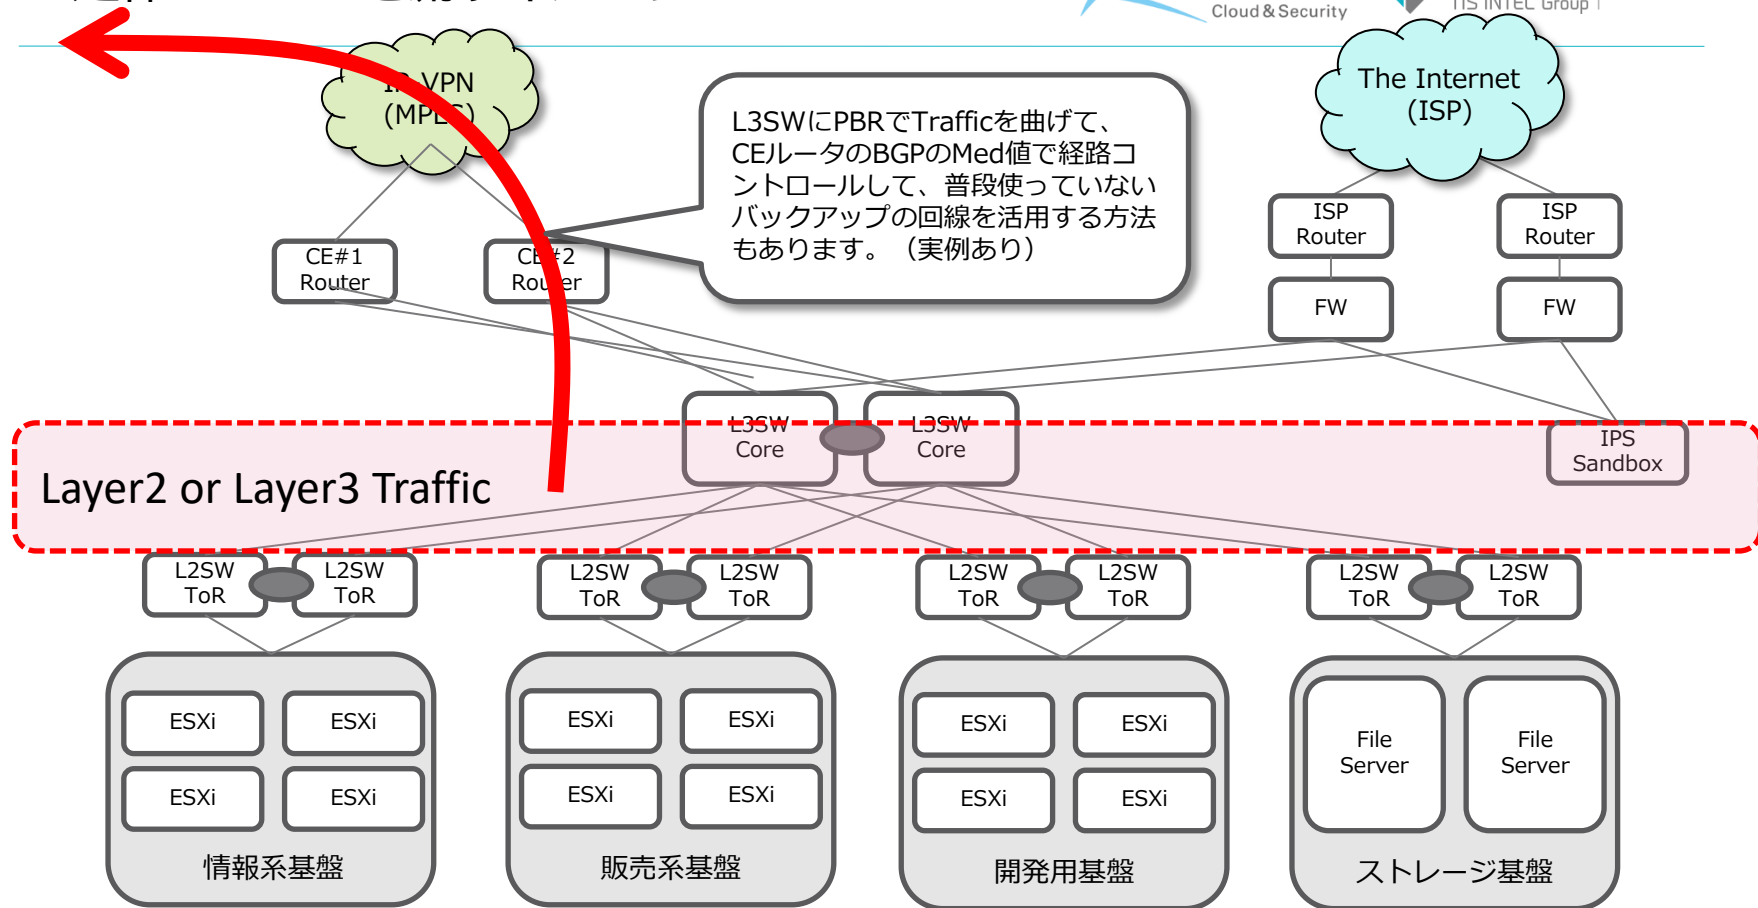 Cloud & Security
TIS INTEC Group
IP-VPN
(MPLS)
The Internet
(ISP)
L3SWにPBRでTrafficを曲げて、
CEルータのBGPのMed値で経路コ
ントロールして、普段使っていない
バックアップの回線を活用する方法
もあります。（実例あり）
CE#1
Router
CE#2
Router
ISP
Router
ISP
Router
FW
FW
L3SW
Core
L3SW
Core
IPS
Sandbox
Layer2 or Layer3 Traffic
L2SW
ToR
L2SW
ToR
L2SW
ToR
L2SW
ToR
L2SW
ToR
L2SW
ToR
L2SW
ToR
L2SW
ToR
ESXi
ESXi
ESXi
ESXi
情報系基盤
ESXi
ESXi
ESXi
ESXi
販売系基盤
ESXi
ESXi
ESXi
ESXi
開発用基盤
File
Server
File
Server
ストレージ基盤